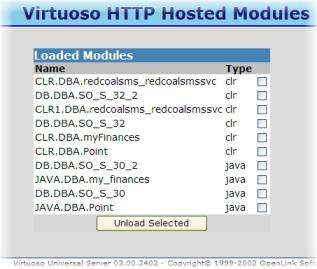 Virtuoso HTTP Hosted Modules
Loaded Modules
Name Type
CLR.DBA.redcoalsms_redcoalsmssvc clr
DB.DBA.SO_S_32_2 clr
CLR1.DBA.redcoalsms_redcoalsmssvc clr
DB.DBA.SO_S_32 clr
CLR.DBA.myFinances clr
CLR.DBA.Point clr
DB.DBA.SO_S_30_2 java
JAVA.DBA.my_finances java
DB.DBA.SO_S_30 java
JAVA.DBA.Point java
Unload Selected
Virtuoso Universal Server 03.00.2402 - Copyright© 1999-2002 OpenLink Soft